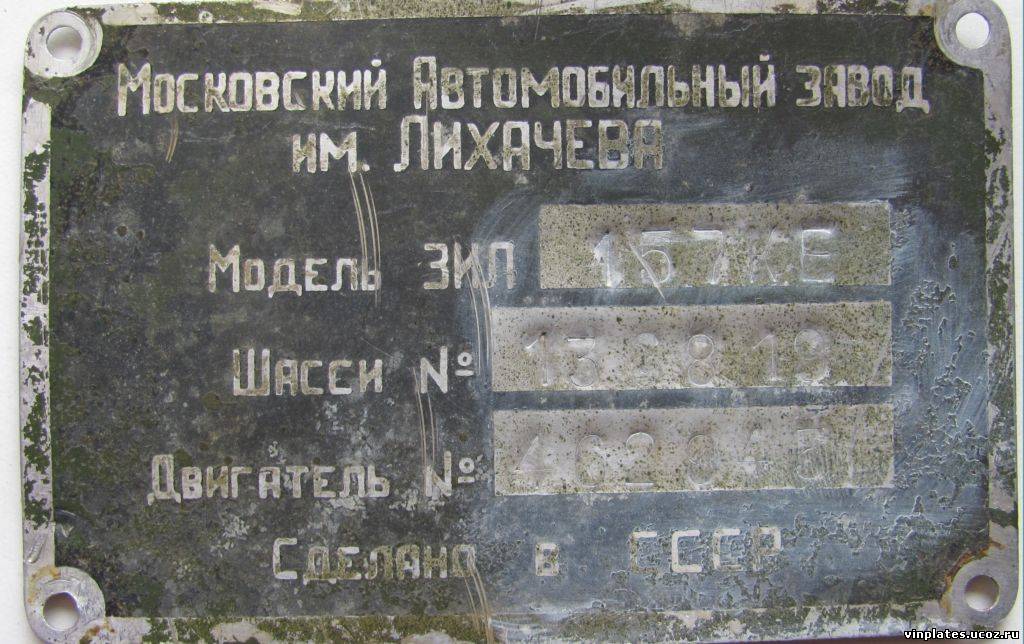 Московский Автомобильный завод
им. Лихачева
Модель ЗИЛ 157КЕ
Шасси №
Двигатель №
Сделано в СССР
vinplates.ucoz.ru